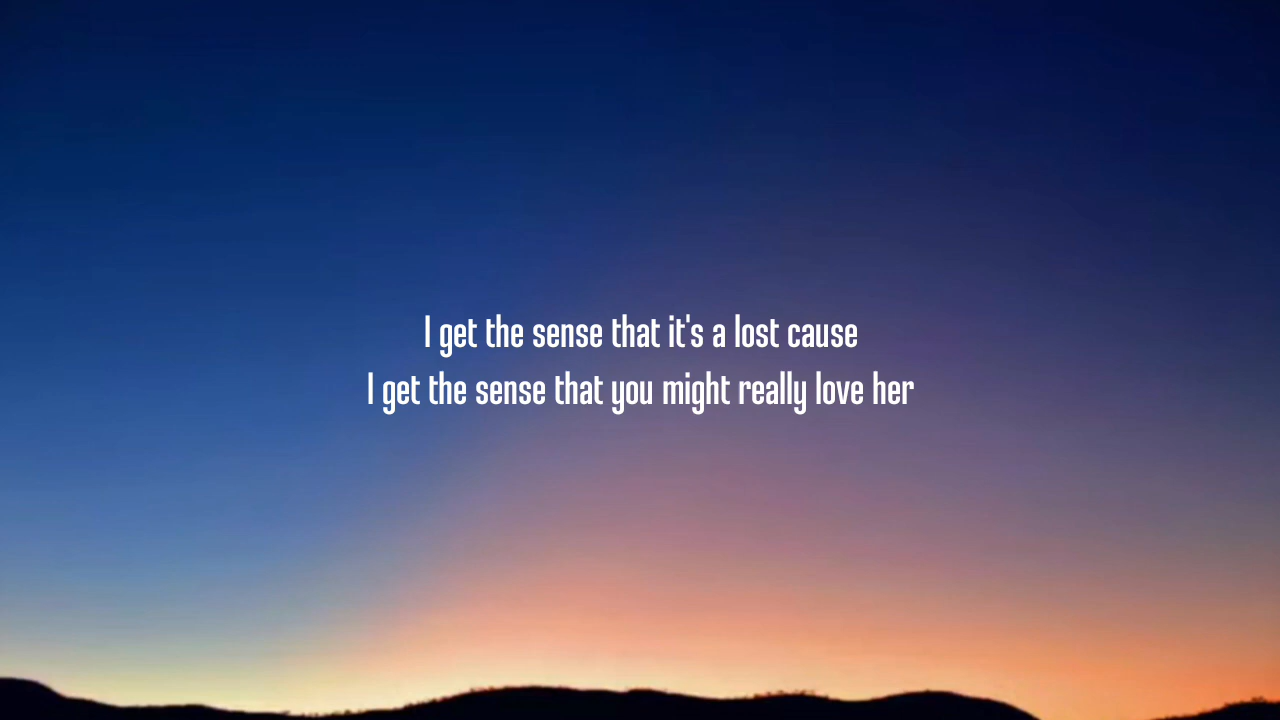 I get the sense that it's a lost cause
I get the sense that you might really love her